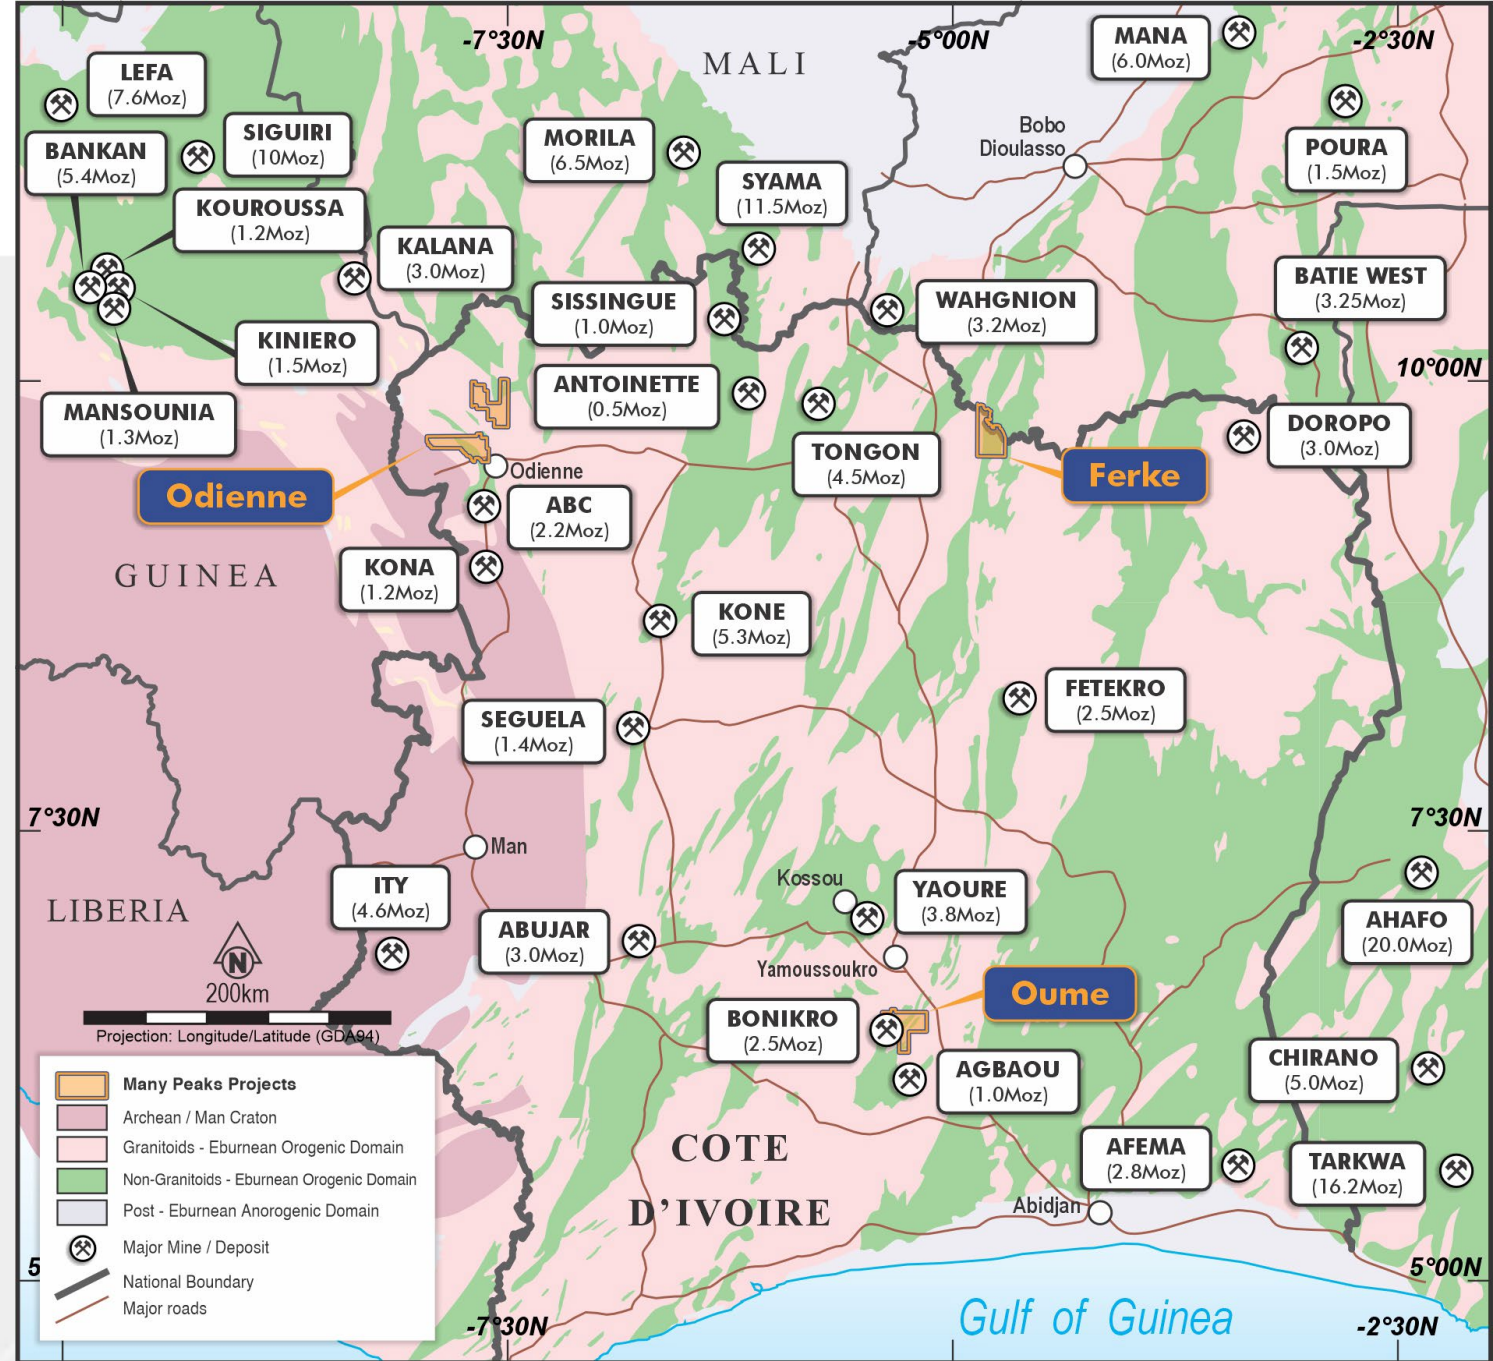 -7°30N
-5°00N
-2°30N
MALI
MANA
(6.0Moz)
LEFA
(7.6Moz)
SIGUIRI
(10Moz)
BANKAN
(5.4Moz)
MORILA
(6.5Moz)
Bobo
Dioulasso
POURA
(1.5Moz)
SYAMA
(11.5Moz)
KOUROUSSA
(1.2Moz)
KALANA
(3.0Moz)
SISSINGUE
(1.0Moz)
WAHGNION
(3.2Moz)
BATIE WEST
(3.25Moz)
KINIERO
(1.5Moz)
10°00N
ANTOINETTE
(0.5Moz)
MANSOUNIA
(1.3Moz)
DOROPO
(3.0Moz)
TONGON
(4.5Moz)
Odienne
Ferke
Odienne
ABC
(2.2Moz)
GUINEA
KONA
(1.2Moz)
KONE
(5.3Moz)
FETEKRO
(2.5Moz)
SEGUELA
(1.4Moz)
7°30N
7°30N
Man
ITY
(4.6Moz)
Kossou
YAOURE
(3.8Moz)
LIBERIA
ABUJAR
(3.0Moz)
AHAFO
(20.0Moz)
Yamoussoukro
N
200km
Oume
Projection: Longitude/Latitude (GDA94)
BONIKRO
(2.5Moz)
AGBAOU
(1.0Moz)
CHIRANO
(5.0Moz)
Many Peaks Projects
Archean / Man Craton
Granitoids - Eburnean Orogenic Domain
Non-Granitoids - Eburnean Orogenic Domain
Post - Eburnean Anorogenic Domain
Major Mine / Deposit
National Boundary
Major roads
COTE
D'IVOIRE
AFEMA
(2.8Moz)
TARKWA
(16.2Moz)
Abidjan
5
5°00N
Gulf of Guinea
-7°30N
-2°30N